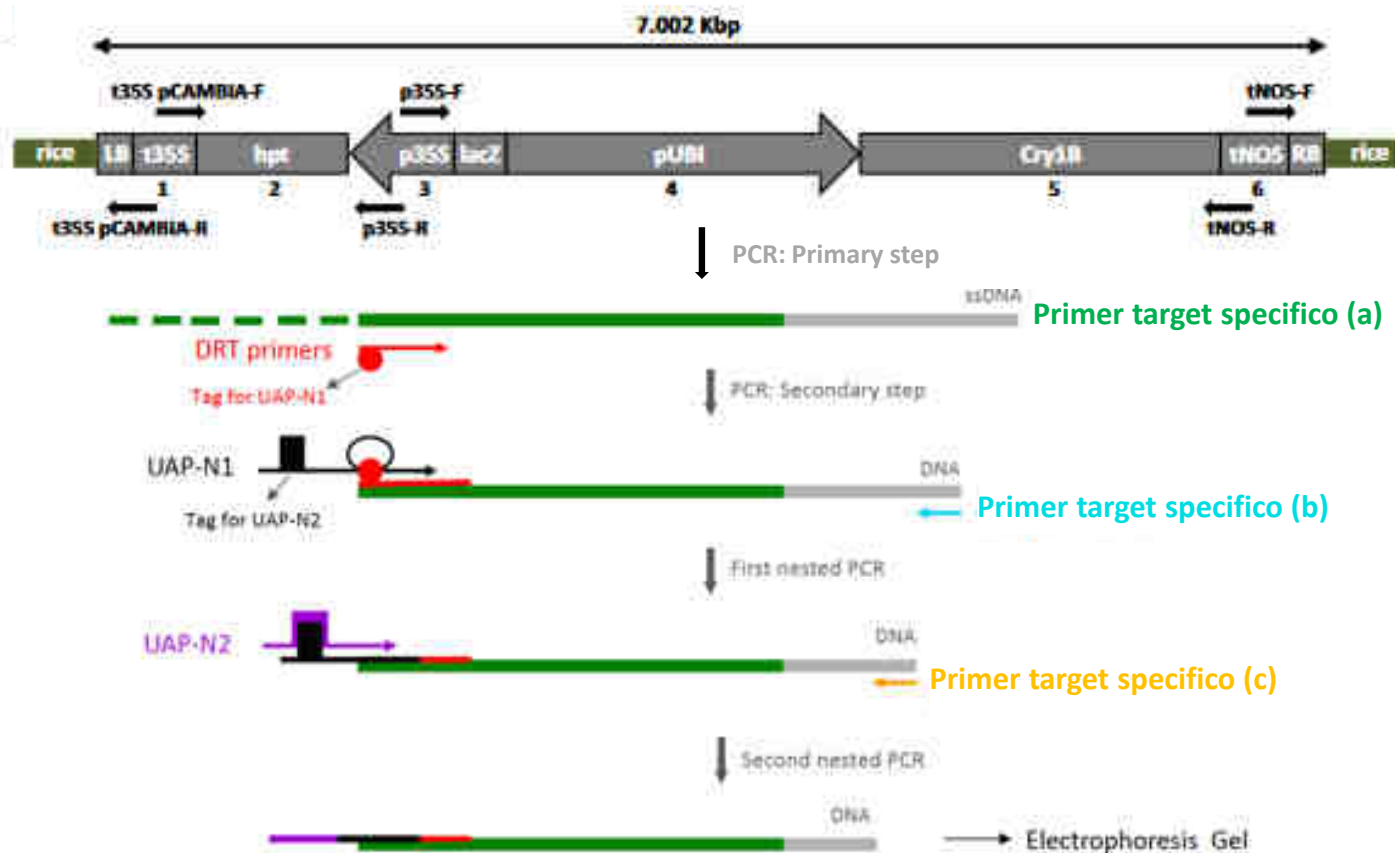 7.002 Kbp
t35S pCAMBIA-F
p35S-F
tNOS-F
rice LB t35S hpt p35S lacZ pUBI Cry1B tNOS RB rice
1 2 3 4 5 6
t35S pCAMBIA-R
p35S-R
tNOS-R
PCR: Primary step
ssDNA
Primer target specifico (a)
DRT primers
Tag for UAP-N1
PCR: Secondary step
UAP-N1
DNA
Tag for UAP-N2
Primer target specifico (b)
First nested PCR
UAP-N2
DNA
Primer target specifico (c)
Second nested PCR
DNA
Electrophoresis Gel